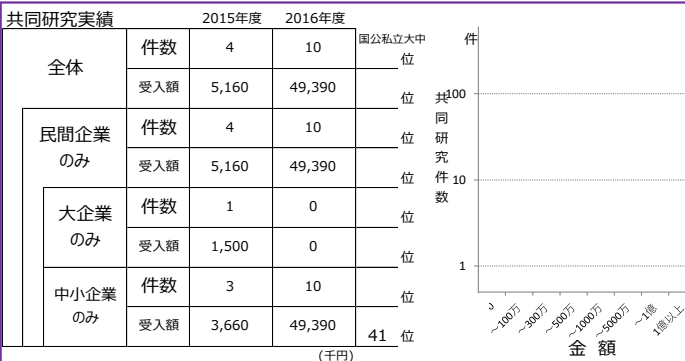 共同研究実績 2015年度 2016年度
国公私立大中
全体 件数 4 10 位
受入額 5,160 49,390 位
民間企業のみ 件数 4 10 位
受入額 5,160 49,390 位
大企業のみ 件数 1 0 位
受入額 1,500 0 位
中小企業のみ 件数 3 10 位
受入額 3,660 49,390 41 位
(千円)
件
共同研究件数
100
10
1
0 ～100万 ～300万 ～500万 ～1000万 ～5000万 ～1億 1億以上
金 額